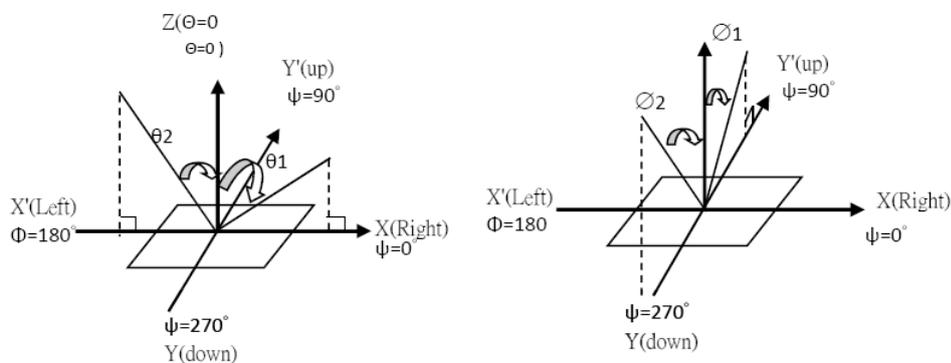 Z(Θ=0
Θ=0 )
Y'(up)
ψ=90°
θ2
θ1
X'(Left)
Φ=180°
X(Right)
ψ=0°
ψ=270°
Y(down)
∅1
Y'(up)
ψ=90°
∅2
X'(Left)
Φ=180
X(Right)
ψ=0°
ψ=270°
Y(down)